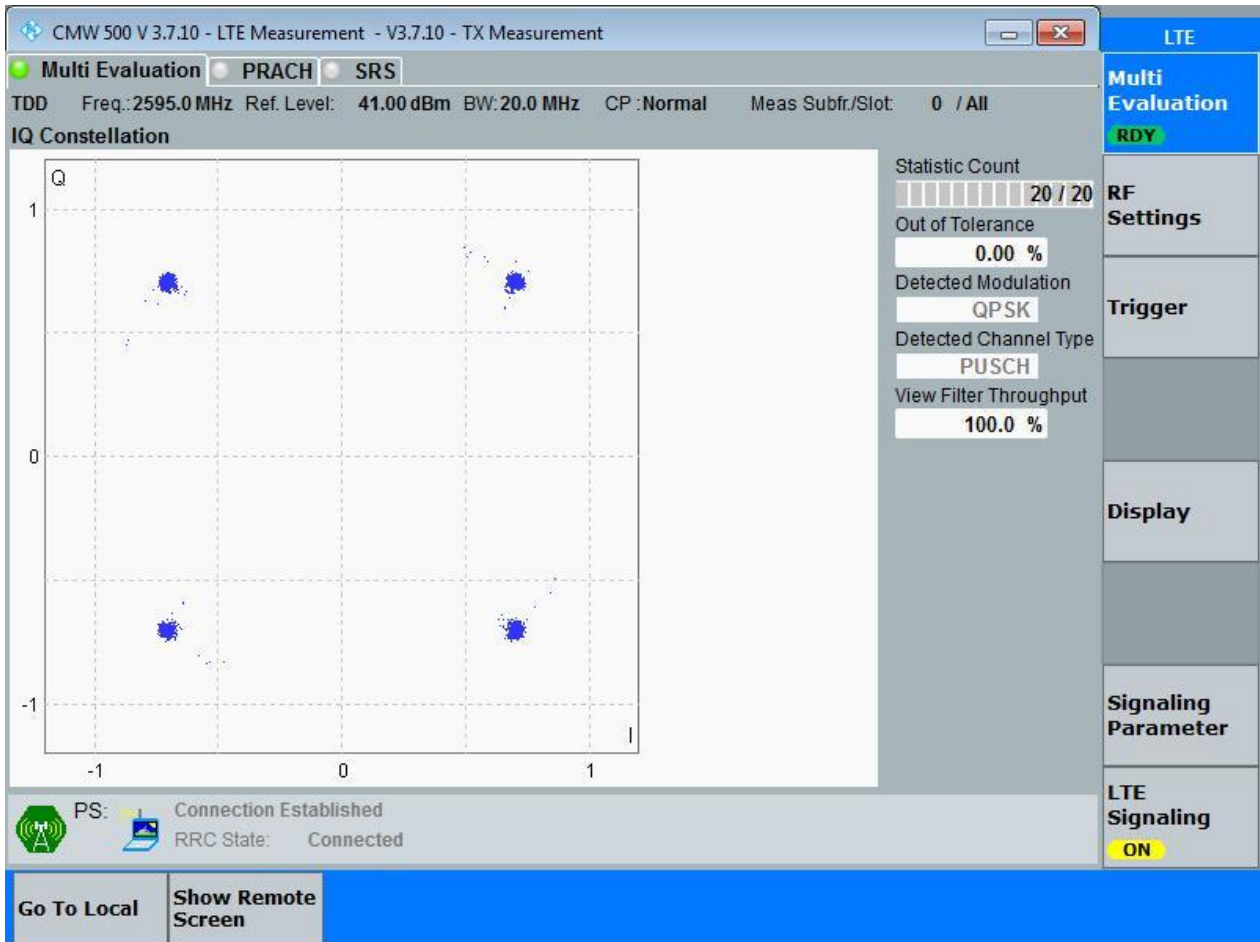 CMW 500 V 3.7.10 - LTE Measurement - V3.7.10 - TX Measurement
LTE
Multi Evaluation PRACH SRS
TDD Freq.: 2595.0 MHz Ref. Level: 41.00 dBm BW: 20.0 MHz CP : Normal Meas Subfr./Slot: 0 / All
IQ Constellation
Q
1
0
-1
-1 0 1
I
Statistic Count
20 / 20
Out of Tolerance
0.00 %
Detected Modulation
QPSK
Detected Channel Type
PUSCH
View Filter Throughput
100.0 %
Multi
Evaluation
RDY
RF
Settings
Trigger
Display
Signaling
Parameter
LTE
Signaling
ON
PS: Connection Established
RRC State: Connected
Go To Local
Show Remote
Screen